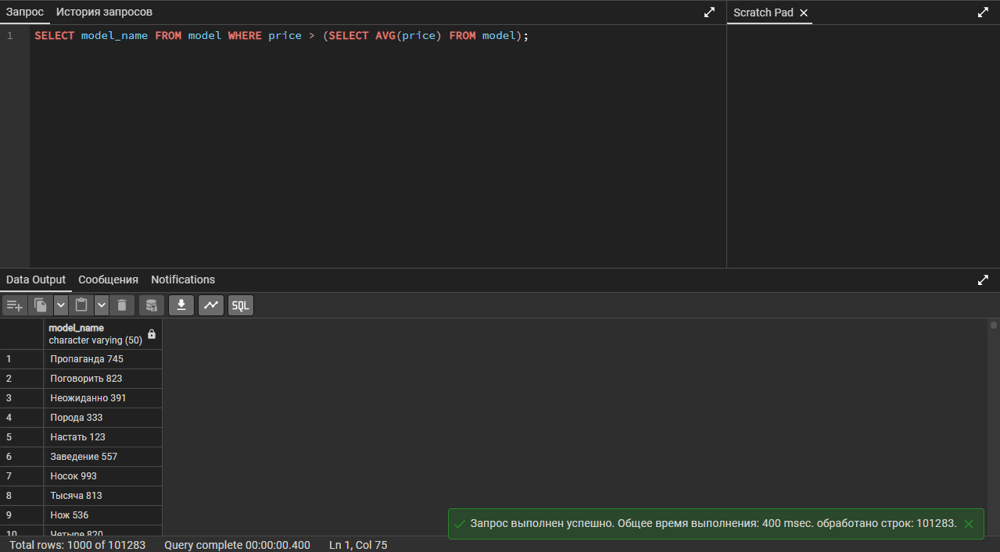 Запрос История запросов
Scratch Pad
1 SELECT model_name FROM model WHERE price > (SELECT AVG(price) FROM model);
Data Output Сообщения Notifications
SQL
model_name
character varying (50)
1 Пропаганда 745
2 Поговорить 823
3 Неожиданно 391
4 Порода 333
5 Настать 123
6 Заведение 557
7 Носок 993
8 Тысяча 813
9 Нож 536
10 Четыре 820
Запрос выполнен успешно. Общее время выполнения: 400 msec. обработано строк: 101283.
Total rows: 1000 of 101283 Query complete 00:00:00.400 Ln 1, Col 75